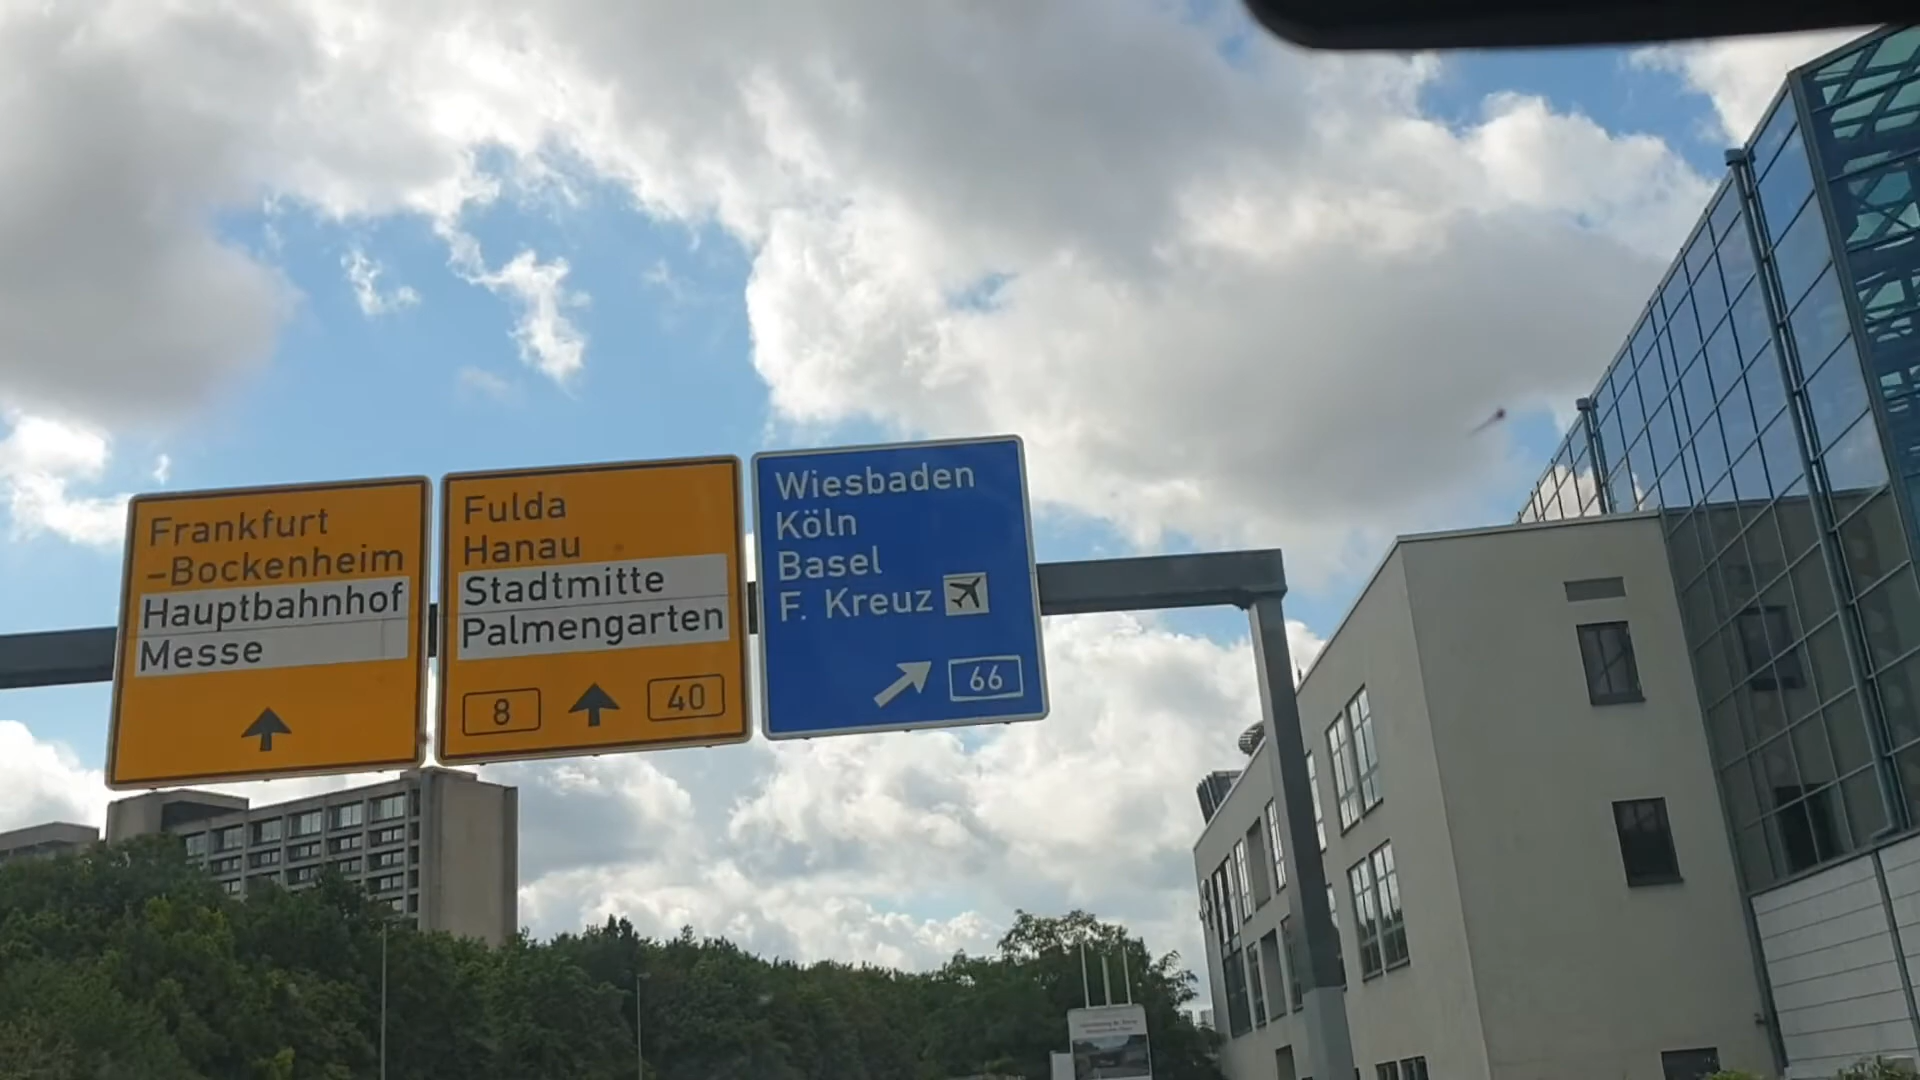 Frankfurt
-Bockenheim
Hauptbahnhof
Messe
Fulda
Hanau
Stadtmitte
Palmengarten
8
40
Wiesbaden
Köln
Basel
F. Kreuz
66